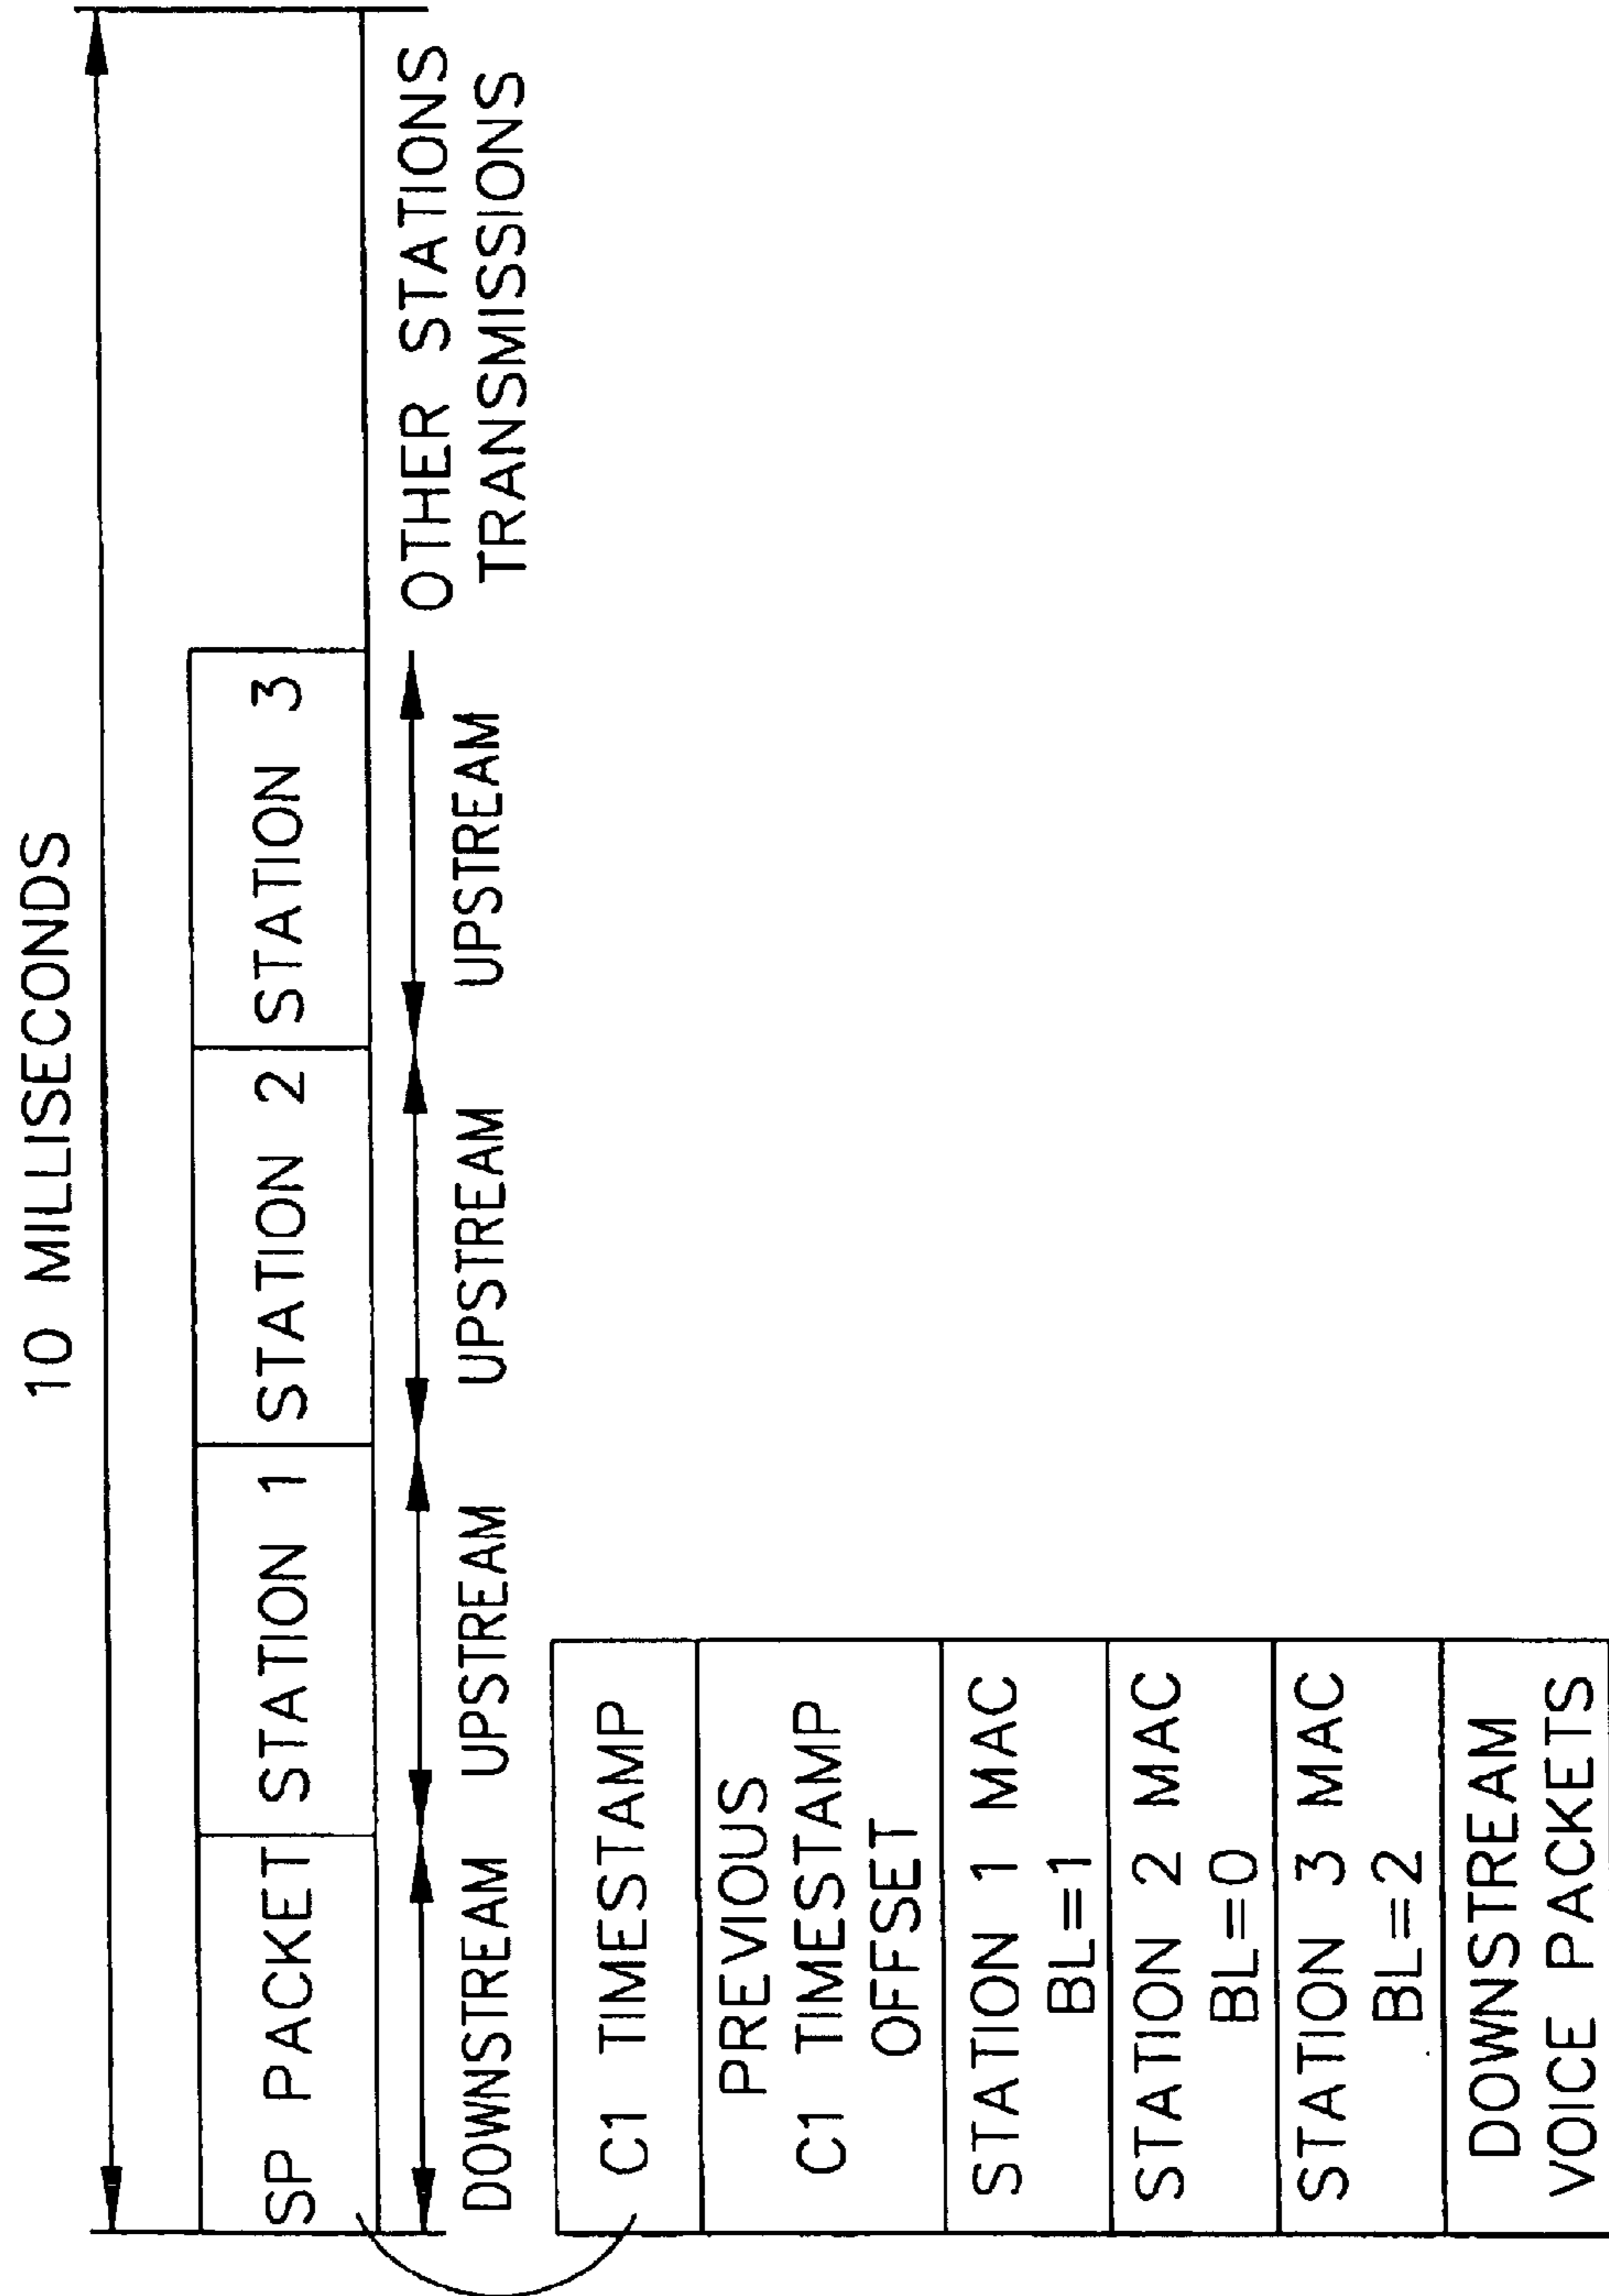 10 MILLISECONDS
SP PACKET
STATION 1
STATION 2
STATION 3
DOWNSTREAM
UPSTREAM
UPSTREAM
UPSTREAM
OTHER STATIONS
TRANSMISSIONS
C1 TIMESTAMP
PREVIOUS
C1 TIMESTAMP
OFFSET
STATION 1 MAC
BL=1
STATION 2 MAC
BL=0
STATION 3 MAC
BL=2
DOWNSTREAM
VOICE PACKETS